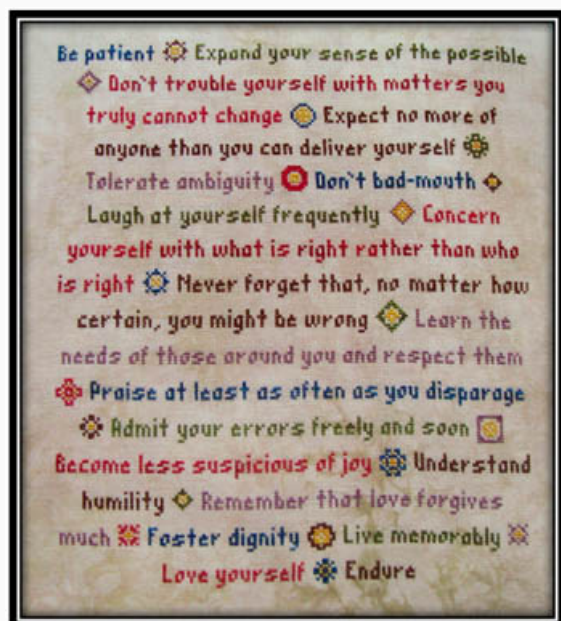 Be patient Expand your sense of the possible
Don't trouble yourself with matters you
truly cannot change Expect no more of
anyone than you can deliver yourself
Tolerate ambiguity Don't bad-mouth
Laugh at yourself frequently Concern
yourself with what is right rather than who
is right Never forget that, no matter how
certain, you might be wrong Learn the
needs of those around you and respect them
Praise at least as often as you disparage
Admit your errors freely and soon
Become less suspicious of joy Understand
humility Remember that love forgives
much Foster dignity Live memorably
Love yourself Endure